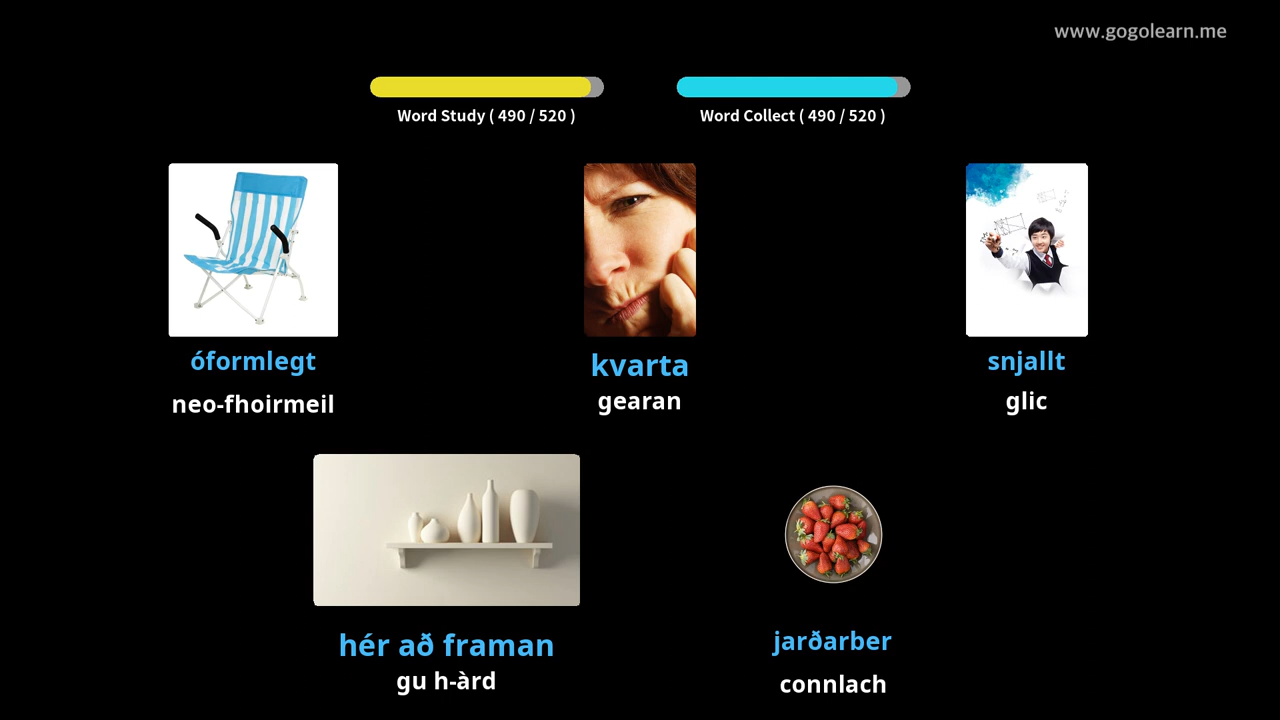 www.gogolearn.me
Word Study ( 490 / 520 )
Word Collect ( 490 / 520 )
óformlegt
neo-fhoirmeil
kvarta
gearan
snjallt
glic
hér að framan
gu h-àrd
jarðarber
connlach